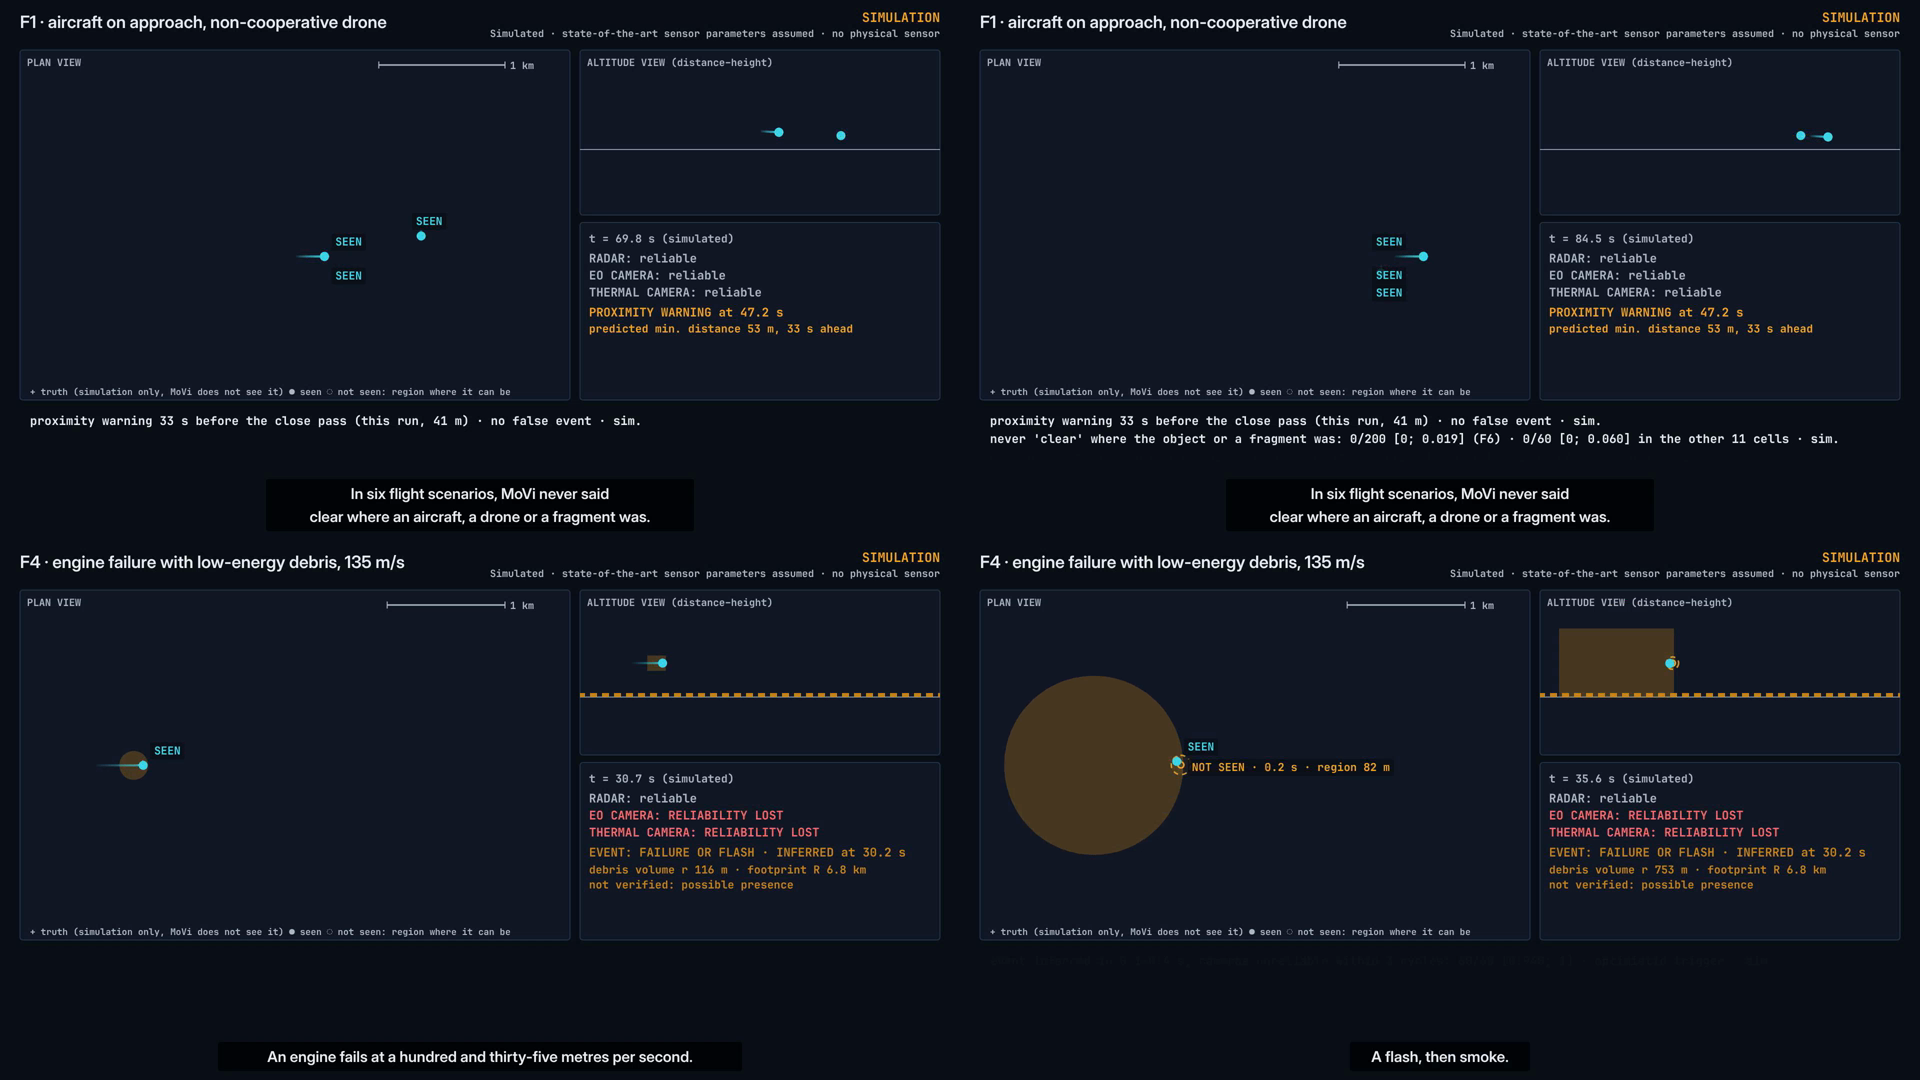 F1 · aircraft on approach, non-cooperative drone
SIMULATION
Simulated · state-of-the-art sensor parameters assumed · no physical sensor
PLAN VIEW
1 km
SEEN
SEEN
SEEN
+ truth (simulation only, MoVi does not see it) ● seen ○ not seen: region where it can be
ALTITUDE VIEW (distance-height)
t = 69.8 s (simulated)
RADAR: reliable
EO CAMERA: reliable
THERMAL CAMERA: reliable
PROXIMITY WARNING at 47.2 s
predicted min. distance 53 m, 33 s ahead
proximity warning 33 s before the close pass (this run, 41 m) · no false event · sim.
In six flight scenarios, MoVi never said
clear where an aircraft, a drone or a fragment was.
F1 · aircraft on approach, non-cooperative drone
SIMULATION
Simulated · state-of-the-art sensor parameters assumed · no physical sensor
PLAN VIEW
1 km
SEEN
SEEN
SEEN
+ truth (simulation only, MoVi does not see it) ● seen ○ not seen: region where it can be
ALTITUDE VIEW (distance-height)
t = 84.5 s (simulated)
RADAR: reliable
EO CAMERA: reliable
THERMAL CAMERA: reliable
PROXIMITY WARNING at 47.2 s
predicted min. distance 53 m, 33 s ahead
proximity warning 33 s before the close pass (this run, 41 m) · no false event · sim.
never 'clear' where the object or a fragment was: 0/200 [0; 0.019] (F6) · 0/60 [0; 0.060] in the other 11 cells · sim.
In six flight scenarios, MoVi never said
clear where an aircraft, a drone or a fragment was.
F4 · engine failure with low-energy debris, 135 m/s
SIMULATION
Simulated · state-of-the-art sensor parameters assumed · no physical sensor
PLAN VIEW
1 km
SEEN
+ truth (simulation only, MoVi does not see it) ● seen ○ not seen: region where it can be
ALTITUDE VIEW (distance-height)
t = 30.7 s (simulated)
RADAR: reliable
EO CAMERA: RELIABILITY LOST
THERMAL CAMERA: RELIABILITY LOST
EVENT: FAILURE OR FLASH · INFERRED at 30.2 s
debris volume r 116 m · footprint R 6.8 km
not verified: possible presence
An engine fails at a hundred and thirty-five metres per second.
F4 · engine failure with low-energy debris, 135 m/s
SIMULATION
Simulated · state-of-the-art sensor parameters assumed · no physical sensor
PLAN VIEW
1 km
SEEN
NOT SEEN · 0.2 s · region 82 m
+ truth (simulation only, MoVi does not see it) ● seen ○ not seen: region where it can be
ALTITUDE VIEW (distance-height)
t = 35.6 s (simulated)
RADAR: reliable
EO CAMERA: RELIABILITY LOST
THERMAL CAMERA: RELIABILITY LOST
EVENT: FAILURE OR FLASH · INFERRED at 30.2 s
debris volume r 753 m · footprint R 6.8 km
not verified: possible presence
A flash, then smoke.